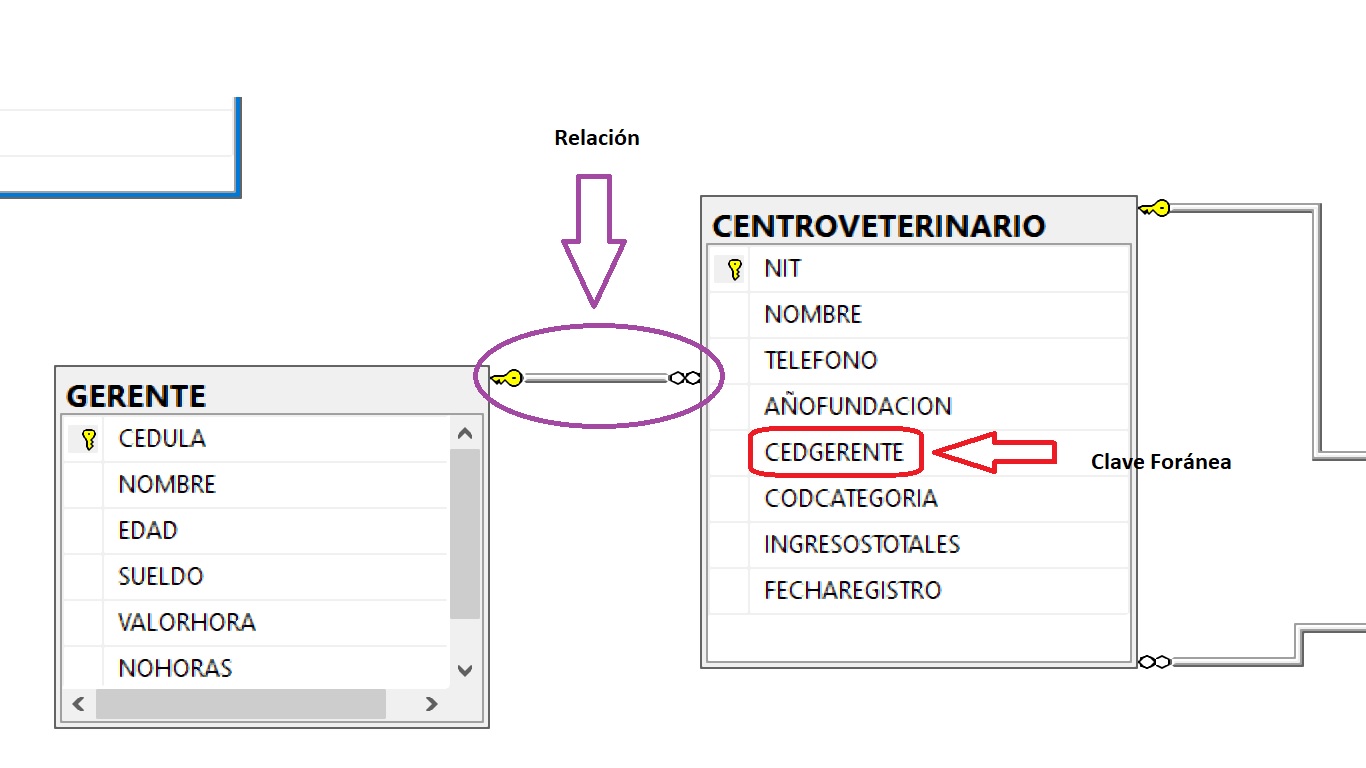 Relación
CENTROVETERINARIO
NIT
NOMBRE
TELEFONO
AÑOFUNDACION
CEDGERENTE
CODCATEGORIA
INGRESOSTOTALES
FECHAREGISTRO
Clave Foránea
GERENTE
CEDULA
NOMBRE
EDAD
SUELDO
VALORHORA
NOHORAS